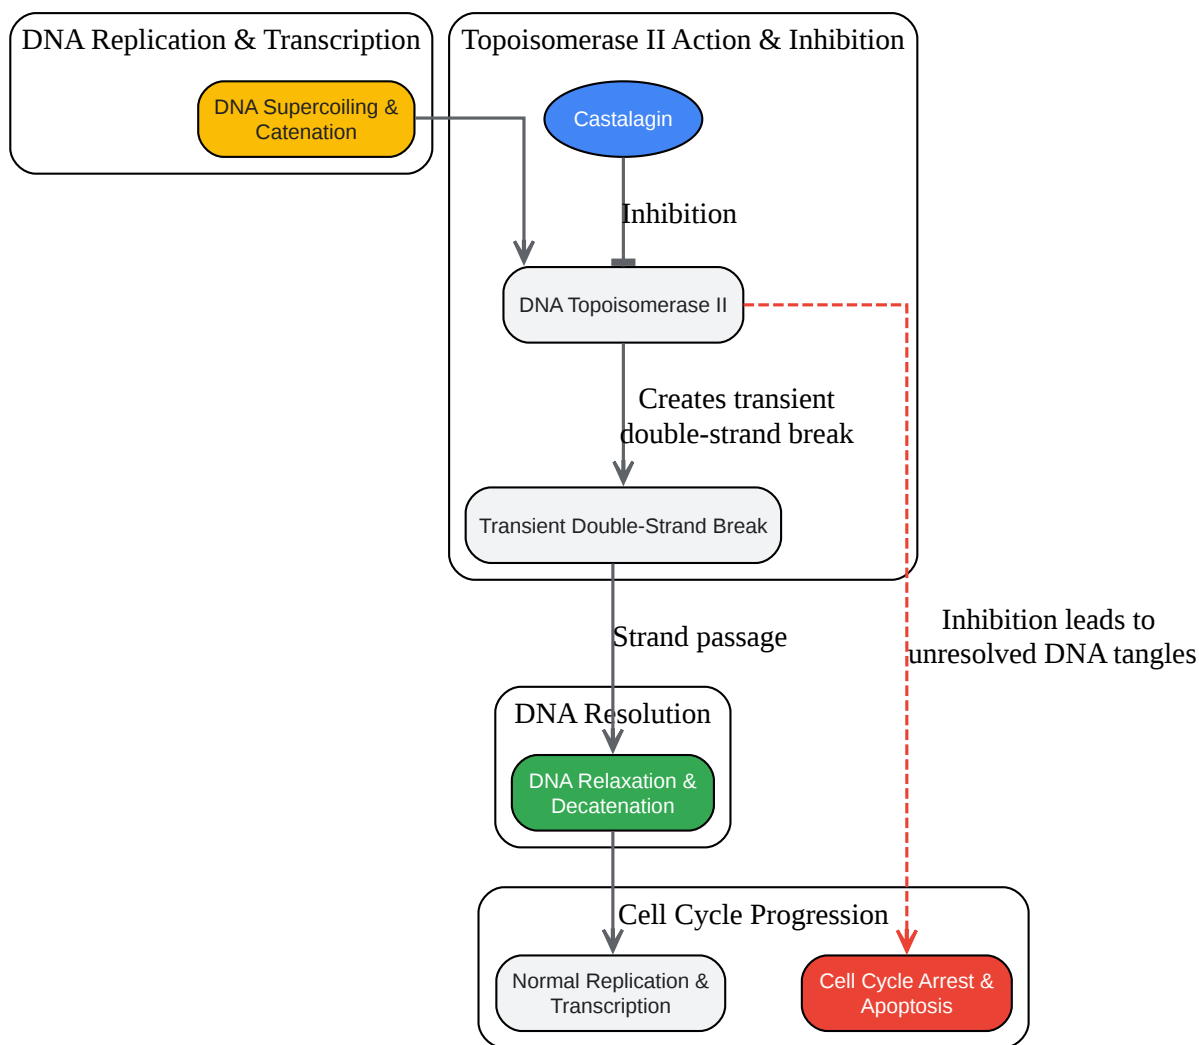 DNA Replication & Transcription
Topoisomerase II Action & Inhibition
DNA Supercoiling &
Catenation
Castalagin
Inhibition
DNA Topoisomerase II
Creates transient
double-strand break
Transient Double-Strand Break
Strand passage
Inhibition leads to
unresolved DNA tangles
DNA Resolution
DNA Relaxation &
Decatenation
Cell Cycle Progression
Normal Replication &
Transcription
Cell Cycle Arrest &
Apoptosis